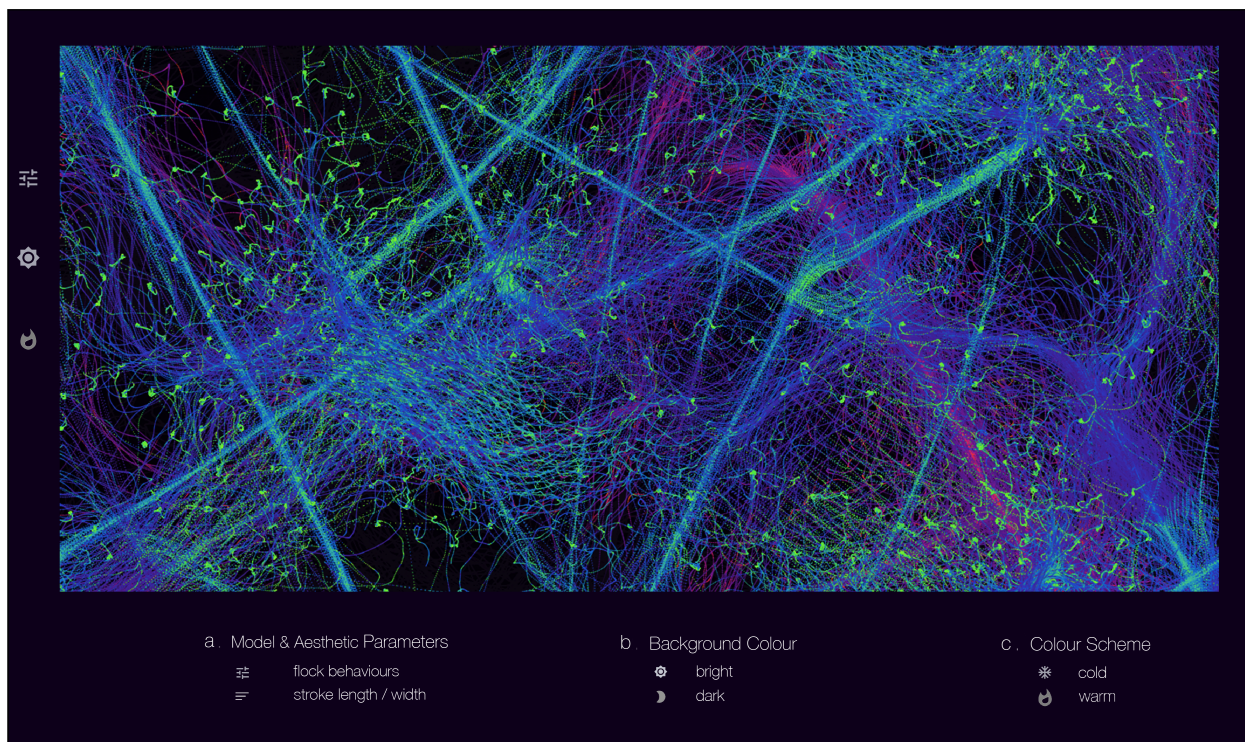 a . Model & Aesthetic Parameters
flock behaviours
stroke length / width
b . Background Colour
bright
dark
c . Colour Scheme
cold
warm